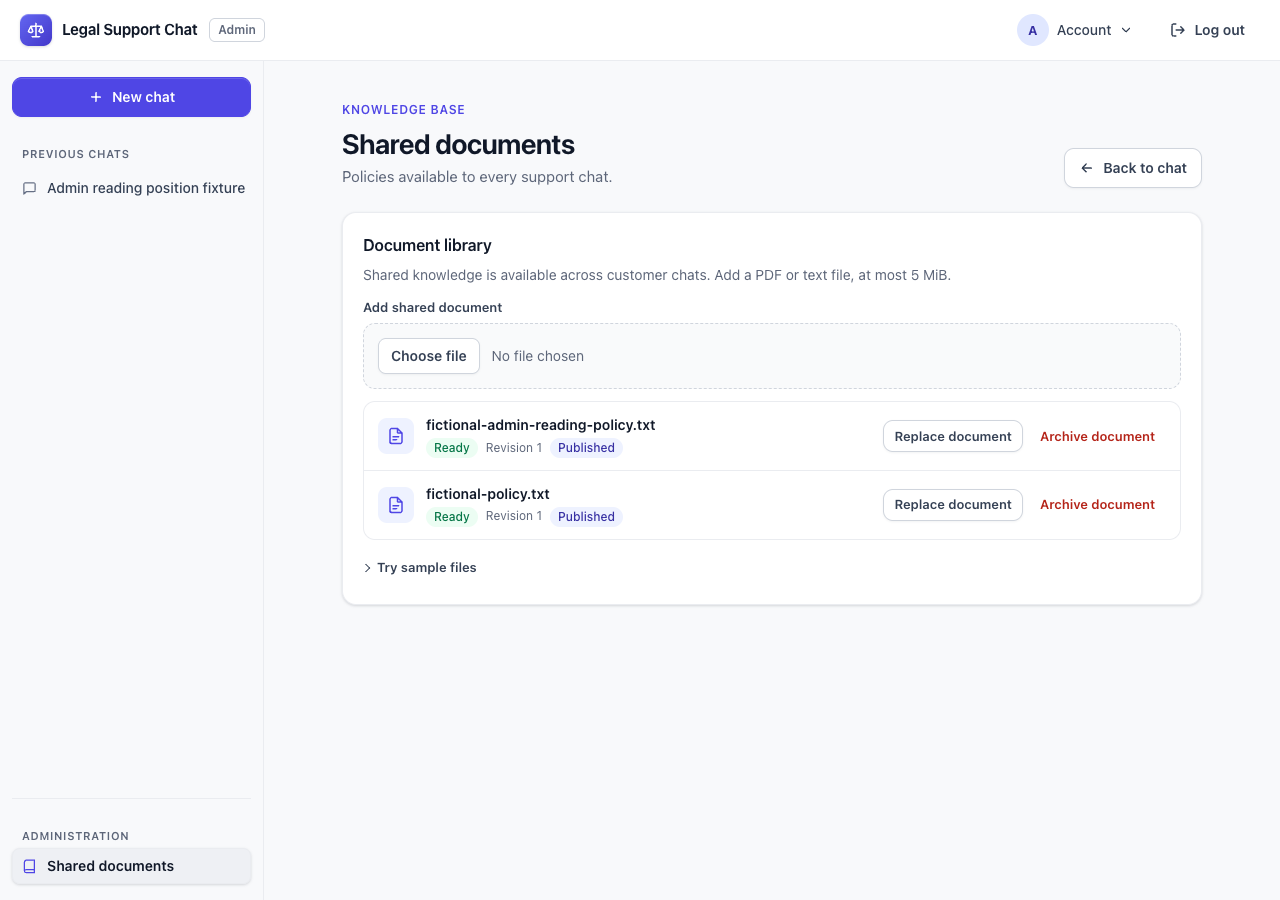 Legal Support Chat
Admin
A
Account
Log out
New chat
PREVIOUS CHATS
Admin reading position fixture
KNOWLEDGE BASE
Shared documents
Policies available to every support chat.
Back to chat
Document library
Shared knowledge is available across customer chats. Add a PDF or text file, at most 5 MiB.
Add shared document
Choose file No file chosen
fictional-admin-reading-policy.txt
Ready Revision 1 Published
Replace document
Archive document
fictional-policy.txt
Ready Revision 1 Published
Replace document
Archive document
Try sample files
ADMINISTRATION
Shared documents